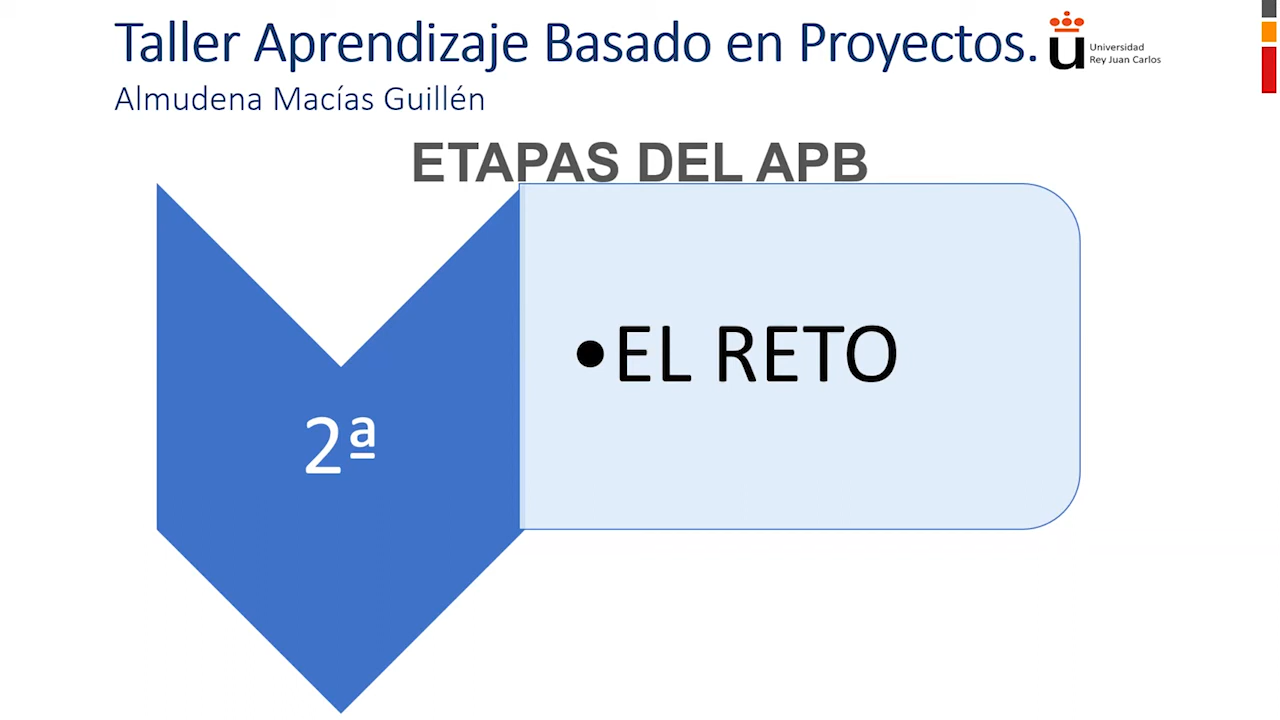 Taller Aprendizaje Basado en Proyectos.
Universidad
Rey Juan Carlos
Almudena Macías Guillén
ETAPAS DEL APB
•EL RETO
2ª